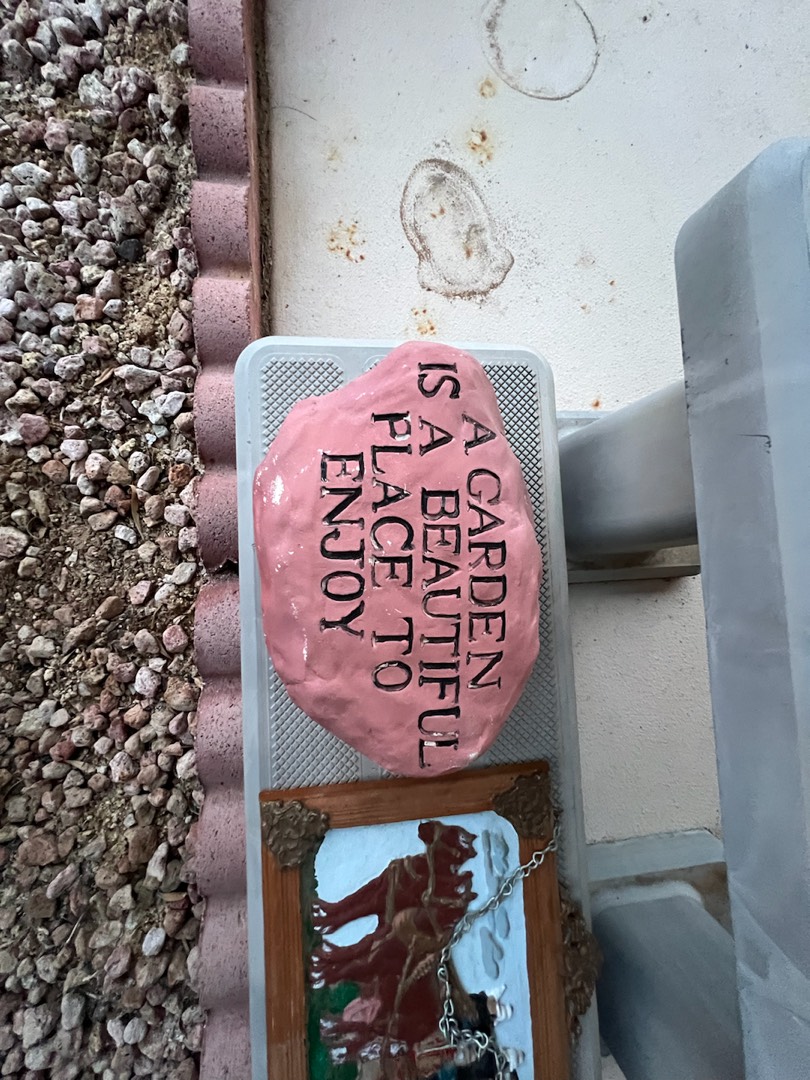 A GARDEN
IS A BEAUTIFUL
PLACE TO
ENJOY